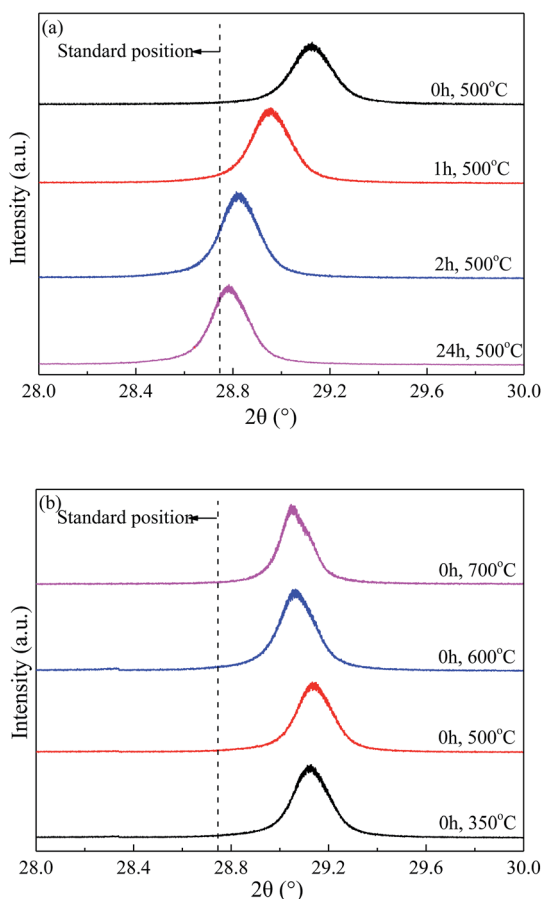 (a)
Standard position
0h, 500°C
1h, 500°C
2h, 500°C
24h, 500°C
Intensity (a.u.)
28.0 28.4 28.8 29.2 29.6 30.0
2θ (°)
(b)
Standard position
0h, 700°C
0h, 600°C
0h, 500°C
0h, 350°C
Intensity (a.u.)
28.0 28.4 28.8 29.2 29.6 30.0
2θ (°)